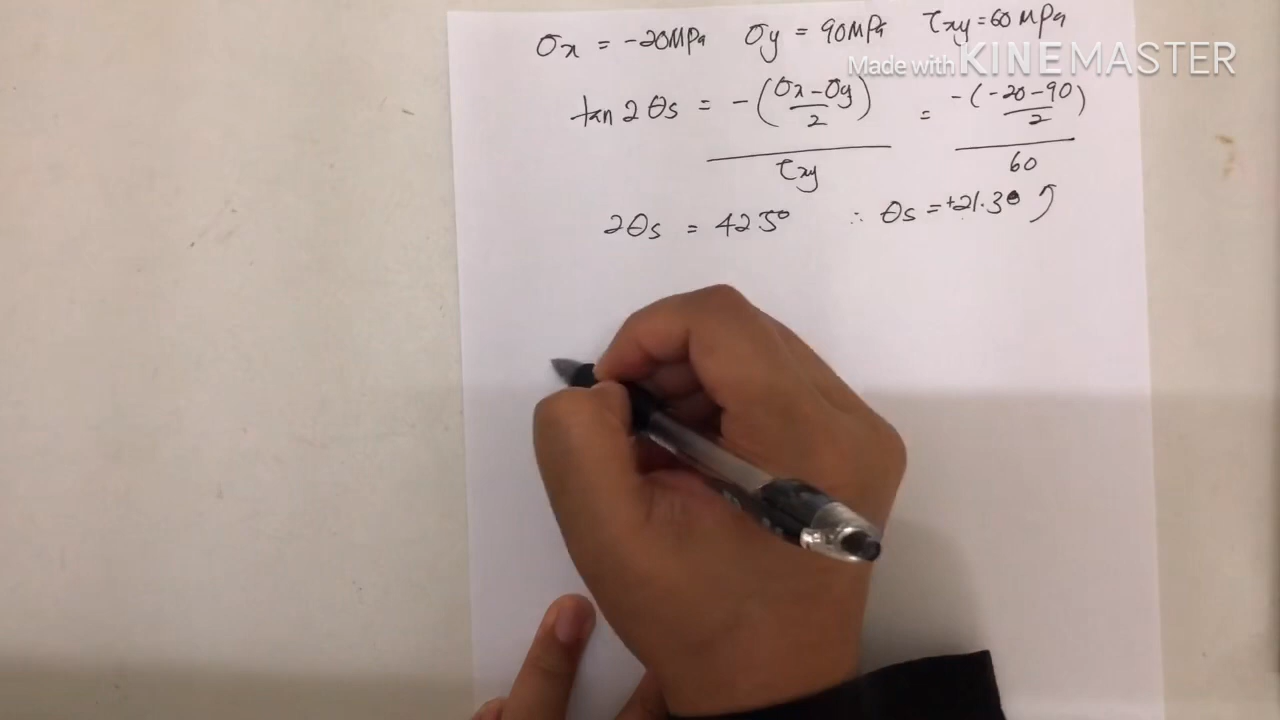 σx = -20MPa σy = 90MPa τxy = 60 MPa
Made with KINEMASTER
tan 2θs = -(σx - σy / 2) / τxy = -(-20 - 90 / 2) / 60
2θs = 42.5° ∴ θs = +21.3°